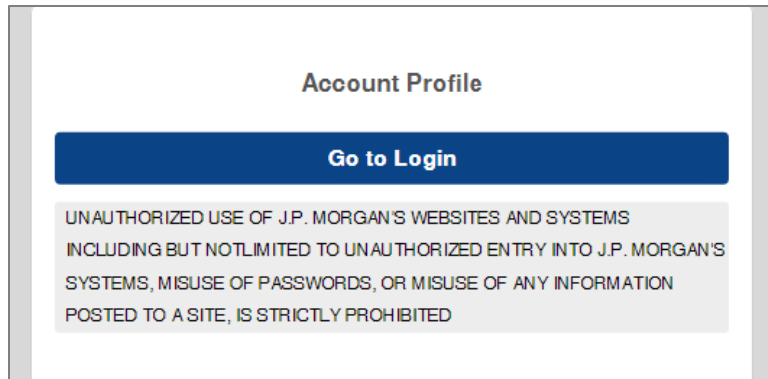 Account Profile
Go to Login
UNAUTHORIZED USE OF J.P. MORGAN'S WEBSITES AND SYSTEMS
INCLUDING BUT NOTLIMITED TO UNAUTHORIZED ENTRY INTO J.P. MORGAN'S
SYSTEMS, MISUSE OF PASSWORDS, OR MISUSE OF ANY INFORMATION
POSTED TO A SITE, IS STRICTLY PROHIBITED